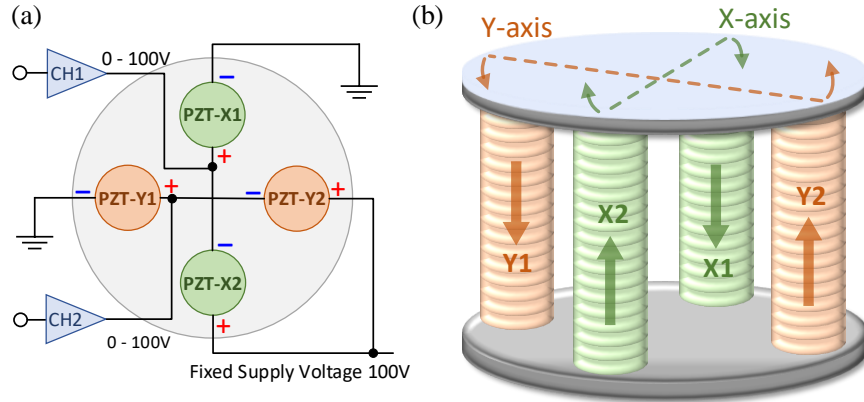 (a)
0 - 100V
CH1
−
PZT-X1
+
−
PZT-Y1
+
−
PZT-Y2
+
−
PZT-X2
+
CH2
0 - 100V
Fixed Supply Voltage 100V
(b)
Y-axis
X-axis
Y1
X2
X1
Y2